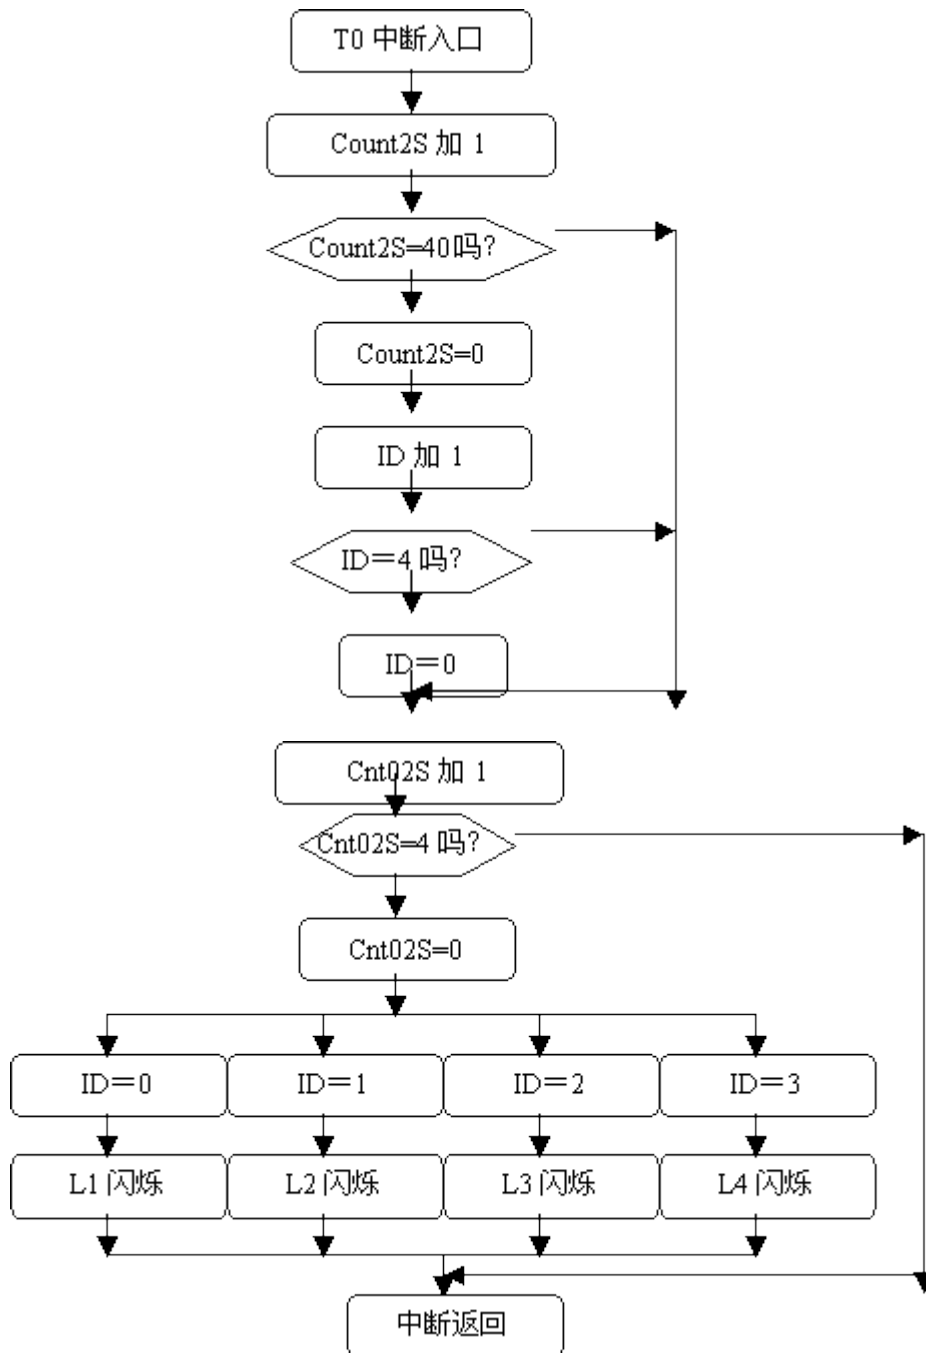 T0 中断入口
Count2S 加 1
Count2S=40吗?
Count2S=0
ID 加 1
ID＝4 吗?
ID＝0
Cnt02S 加 1
Cnt02S=4 吗?
Cnt02S=0
ID＝0
ID＝1
ID＝2
ID＝3
L1 闪烁
L2 闪烁
L3 闪烁
L4 闪烁
中断返回